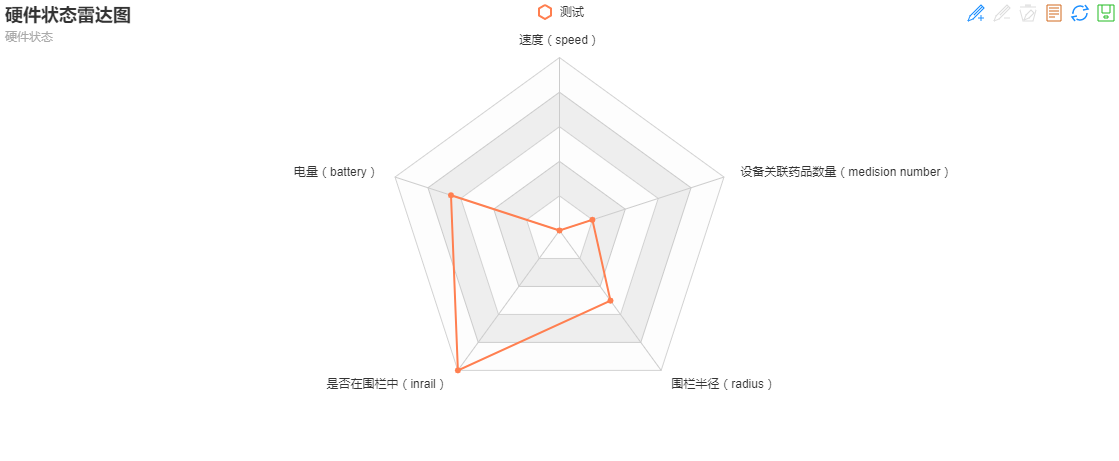 硬件状态雷达图
硬件状态
测试
速度（speed）
电量（battery）
设备关联药品数量（medision number）
是否在围栏中（inrail）
围栏半径（radius）